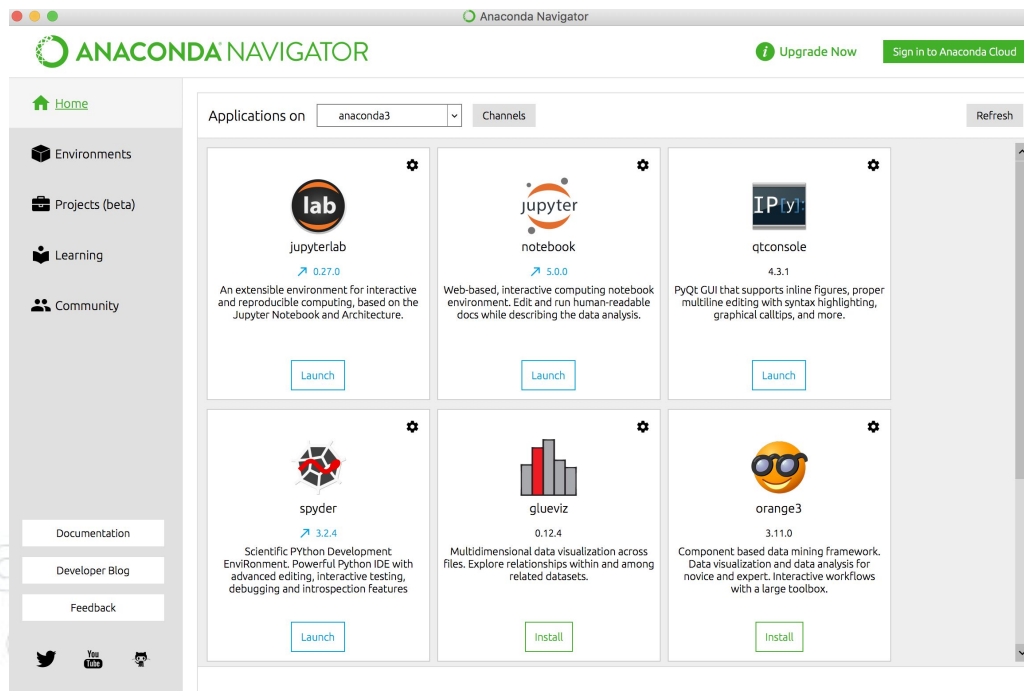 Anaconda Navigator
ANACONDA NAVIGATOR
i Upgrade Now
Sign in to Anaconda Cloud
Home
Environments
Projects (beta)
Learning
Community
Documentation
Developer Blog
Feedback
You
Tube
Applications on
anaconda3
Channels
Refresh
lab
jupyterlab
0.27.0
An extensible environment for interactive
and reproducible computing, based on the
Jupyter Notebook and Architecture.
Launch
jupyter
notebook
5.0.0
Web-based, interactive computing notebook
environment. Edit and run human-readable
docs while describing the data analysis.
Launch
IP[y]:
qtconsole
4.3.1
PyQt GUI that supports inline figures, proper
multiline editing with syntax highlighting,
graphical calltips, and more.
Launch
spyder
3.2.4
Scientific PYthon Development
EnviRonment. Powerful Python IDE with
advanced editing, interactive testing,
debugging and introspection features
Launch
glueviz
0.12.4
Multidimensional data visualization across
files. Explore relationships within and among
related datasets.
Install
orange3
3.11.0
Component based data mining framework.
Data visualization and data analysis for
novice and expert. Interactive workflows
with a large toolbox.
Install